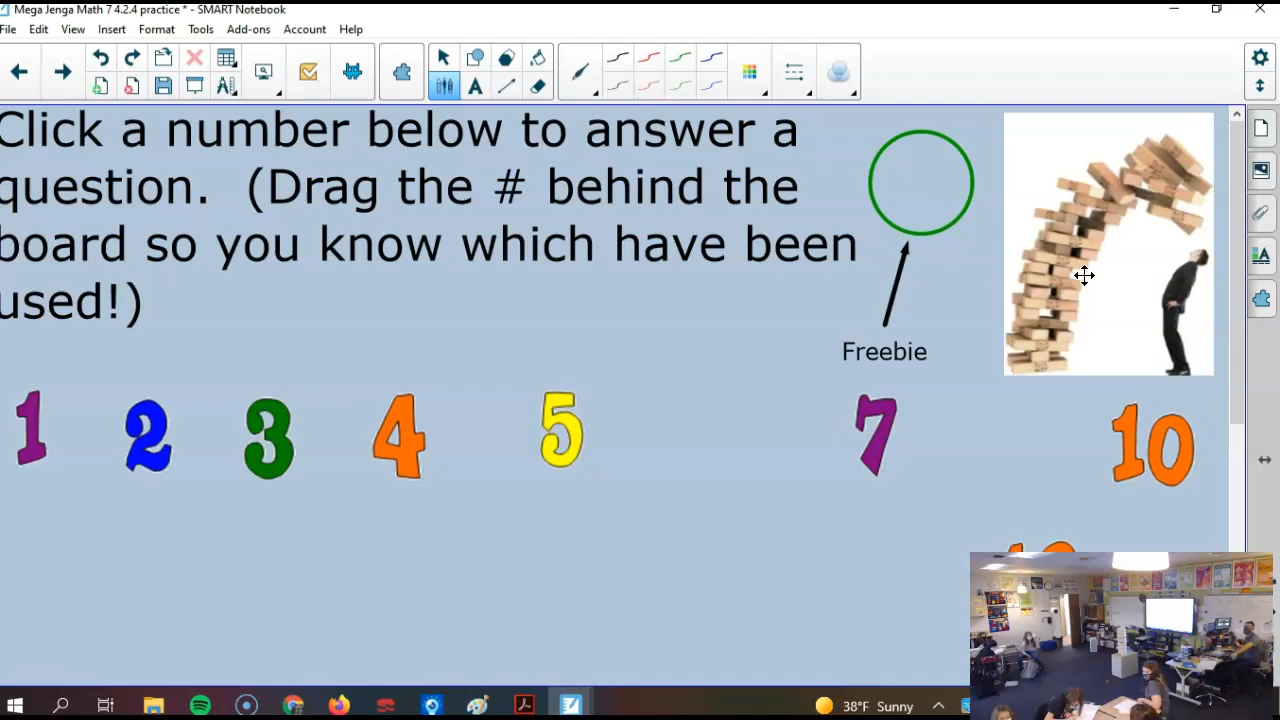 Mega Jenga Math 7 4.2.4 practice * - SMART Notebook
File Edit View Insert Format Tools Add-ons Account Help
Click a number below to answer a
question. (Drag the # behind the
board so you know which have been
used!)
Freebie
1 2 3 4 5 7 10
38°F Sunny